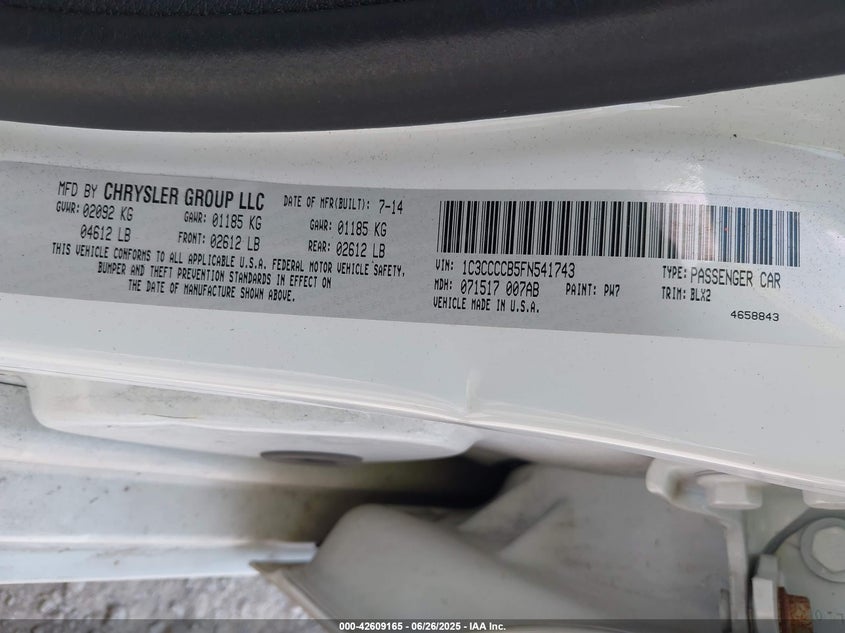 MFD BY CHRYSLER GROUP LLC DATE OF MFR(BUILT): 7-14
GVWR: 02092 KG GAWR: 01185 KG GAWR: 01185 KG
04612 LB FRONT: 02612 LB REAR: 02612 LB
THIS VEHICLE CONFORMS TO ALL APPLICABLE U.S.A. FEDERAL MOTOR VEHICLE SAFETY,
BUMPER AND THEFT PREVENTION STANDARDS IN EFFECT ON
THE DATE OF MANUFACTURE SHOWN ABOVE.
VIN: 1C3CCCCB5FN541743 TYPE: PASSENGER CAR
MDH: 071517 007AB PAINT: PW7 TRIM: BLX2
VEHICLE MADE IN U.S.A.
4658843
000-42609165 - 06/26/2025 - IAA Inc.